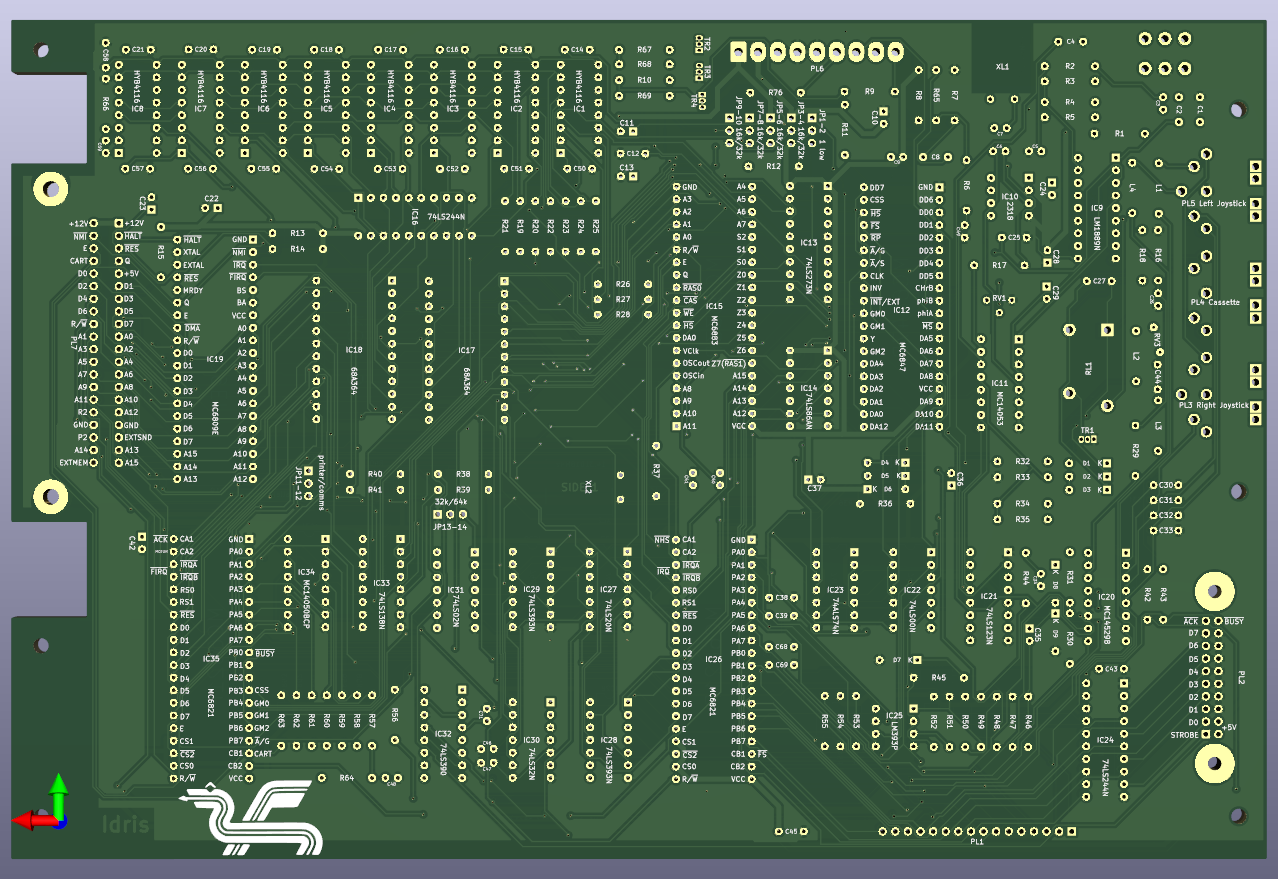 C21 C20 C19 C18 C17 C16 C15 C14 R67 TR2 C4
C58 R68 TR3 PL6 XL1 R2
HYB4116 IC8 HYB4116 IC7 HYB4116 IC6 HYB4116 IC5 HYB4116 IC3 HYB4116 IC2 HYB4116 IC1
R66 R10 R69 TR4 R76 R9 R8 R65 R7 R3 R4 R5 C2 C1
JP9-10 16k/32k JP7-8 16k/32k JP5-6 16k/32k JP3-4 16k/32k JP1-2 1 low
C11 C12 C13 R11 C10 R1 R12 C8 C7
C57 C56 C55 C54 C53 C52 C51 C50
C23 C22 IC16 74LS244N R21 R19 R20 R22 R23 R24 R25
R6 IC10 L2318 C24 IC9 LM1889N L4 L1 PL5 Left Joystick
C25 C28 R18 R16 R17 C27 C29 RV1 PL4 Cassette
R15 R13 R14 R26 R27 R28
PL7
+12V +12V
NMI HALT
E RES
CART Q
D0 +5V
D2 D1
D4 D3
D6 D5
R/W D7
A1 A0
A3 A2
A5 A4
A7 A6
A9 A8
A11 A10
R2 A12
GND GND
P2 EXTSND
A14 A13
EXTMEM A15
IC19 MC6809E
HALT GND
XTAL NMI
EXTAL IRQ
RES FIRQ
MRDY BS
Q BA
E VCC
DMA A0
R/W A1
D0 A2
D1 A3
D2 A4
D3 A5
D4 A6
D5 A7
D6 A8
D7 A9
A15 A10
A14 A11
A13 A12
IC18 68A364 IC17 68A364
IC15 MC6883
GND A4
A3 A5
A2 A6
A1 A7
A0 S2
R/W S1
E S0
Q Z0
RAS0 Z1
CAS Z2
WE Z3
HS Z4
DA0 Z5
VClk Z6
OSCout Z7(RAS1)
OSCin A15
A8 A14
A9 A13
A10 A12
A11 VCC
IC13 74LS273N IC14 74LS86AN
IC12 MC6847
DD7 GND
CSS DD6
HS DD0
FS DD1
RP DD2
A/G DD3
A/S DD4
CLK DD5
INV CHrB
INT/EXT phiB
GM0 phiA
GM1 MS
Y DA5
GM2 DA6
DA4 DA7
DA3 DA8
DA2 VCC
DA1 DA9
DA0 DA10
DA12 DA11
IC11 MC14053 RL1 L2 RV3 C44 PL3 Right Joystick TR1 L3 R29
JP11-12 printer/comms R40 R41 R38 R39 32k/64k JP13-14 XL2 SIDE R37
C37 D4 K D5 K D6 R36 C36 R32 R33 R34 R35 D1 K D2 K D3 K
C30 C31 C32 C33
C42 ACK FIRQ
IC35 MC6821
CA1 GND
CA2 PA0
IRQA PA1
IRQB PA2
RS0 PA3
RS1 PA4
RES PA5
D0 PA6
D1 PA7
D2 PB0 BUSY
D3 PB1
D4 PB2
D5 PB3 CSS
D6 PB4 GM0
D7 PB5 GM1
E PB6 GM2
CS1 PB7 A/G
CS2 CB1 CART
CS0 CB2
R/W VCC
IC34 MC14050BCP IC33 74LS138N IC31 74LS02N IC29 74LS393N IC27 74LS20N
R63 R62 R61 R60 R59 R58 R57 R56 R64
IC32 74LS390 IC30 74LS32N IC28 74LS393N
NHS IRQ
IC26 MC6821
CA1 GND
CA2 PA0
IRQA PA1
IRQB PA2
RS0 PA3
RS1 PA4
RES PA5
D0 PA6
D1 PA7
D2 PB0
D3 PB1
D4 PB2
D5 PB3
D6 PB4
D7 PB5
E PB6
CS1 PB7
CS2 CB1 FS
CS0 CB2
R/W VCC
C38 C39 C68 C69
IC23 74ALS74N IC22 74LS00N IC21 74LS123N R44 K D8 R31 K D9 R30 C35 IC20 MC14529B R42 R43
D7 K R45 C43
R55 R54 R53 IC25 LM393P R52 R51 R50 R49 R48 R47 R46 IC24 74LS244N
PL2
ACK BUSY
D7
D6
D5
D4
D3
D2
D1
D0 +5V
STROBE
Idris C45 PL1